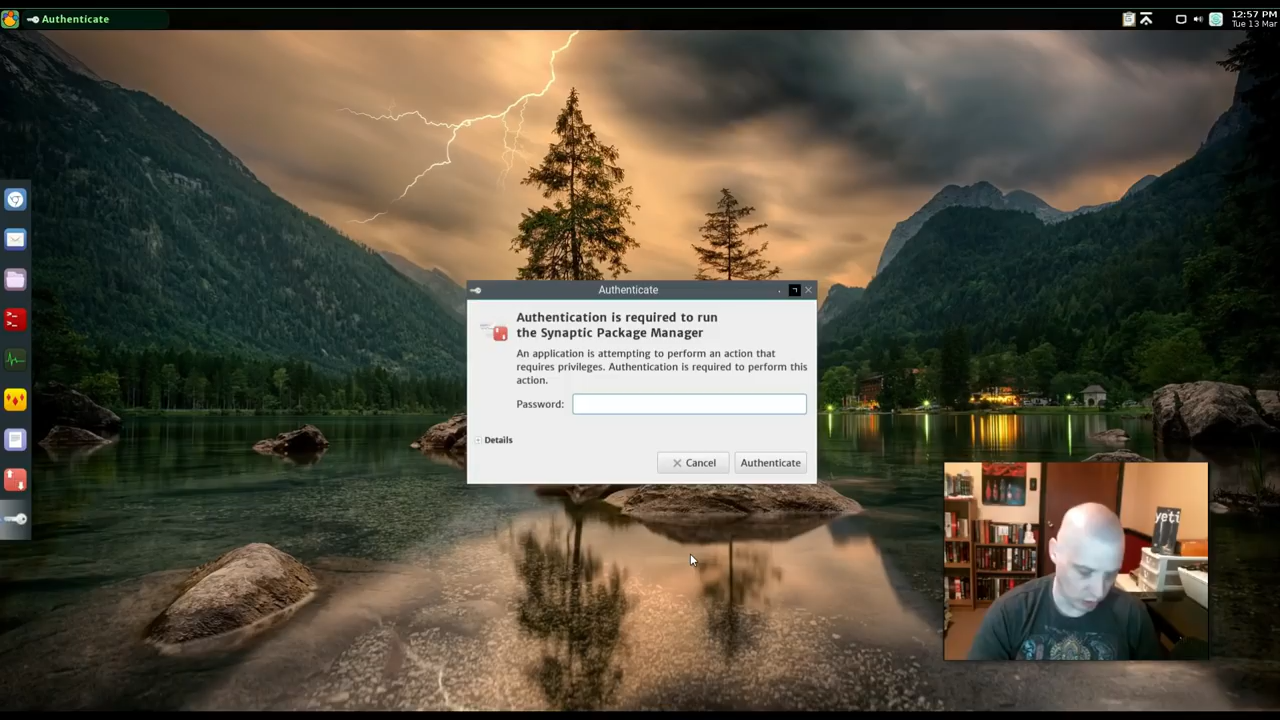 Authenticate
12:57 PM
Tue 13 Mar
Authenticate
Authentication is required to run
the Synaptic Package Manager
An application is attempting to perform an action that
requires privileges. Authentication is required to perform this
action.
Password:
Details
Cancel
Authenticate
yeti